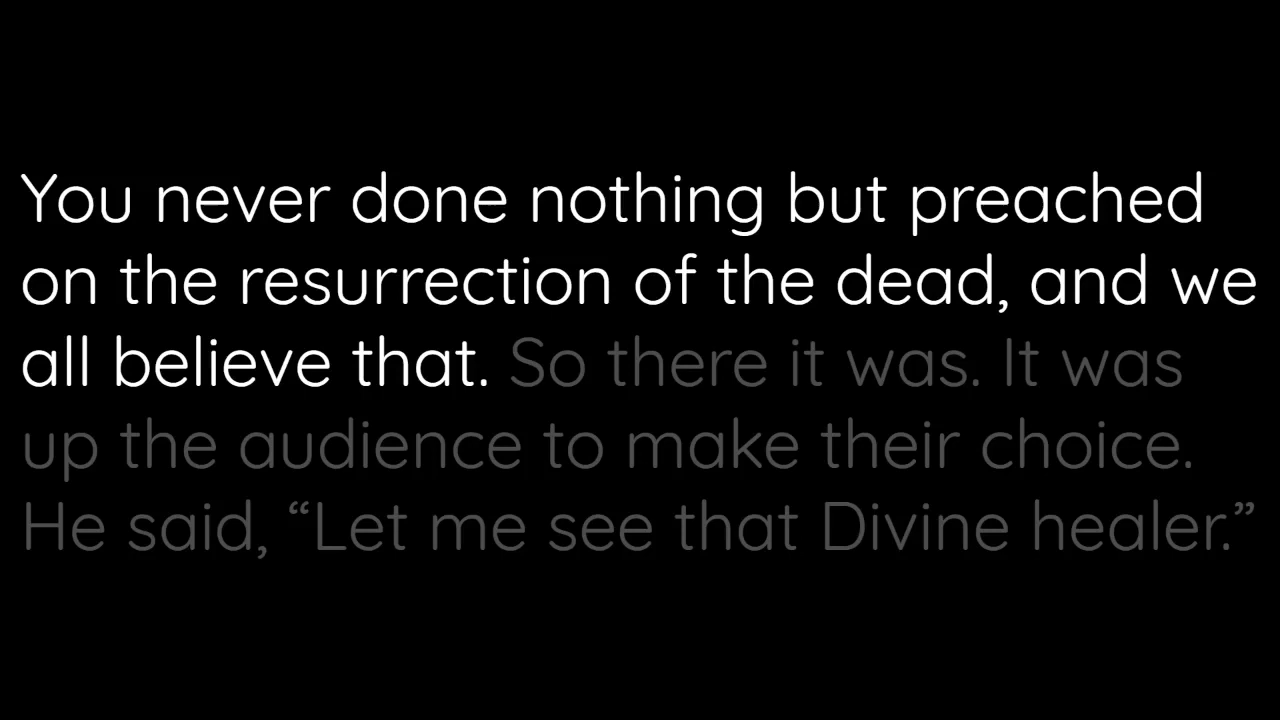 You never done nothing but preached
on the resurrection of the dead, and we
all believe that. So there it was. It was
up the audience to make their choice.
He said, “Let me see that Divine healer.”